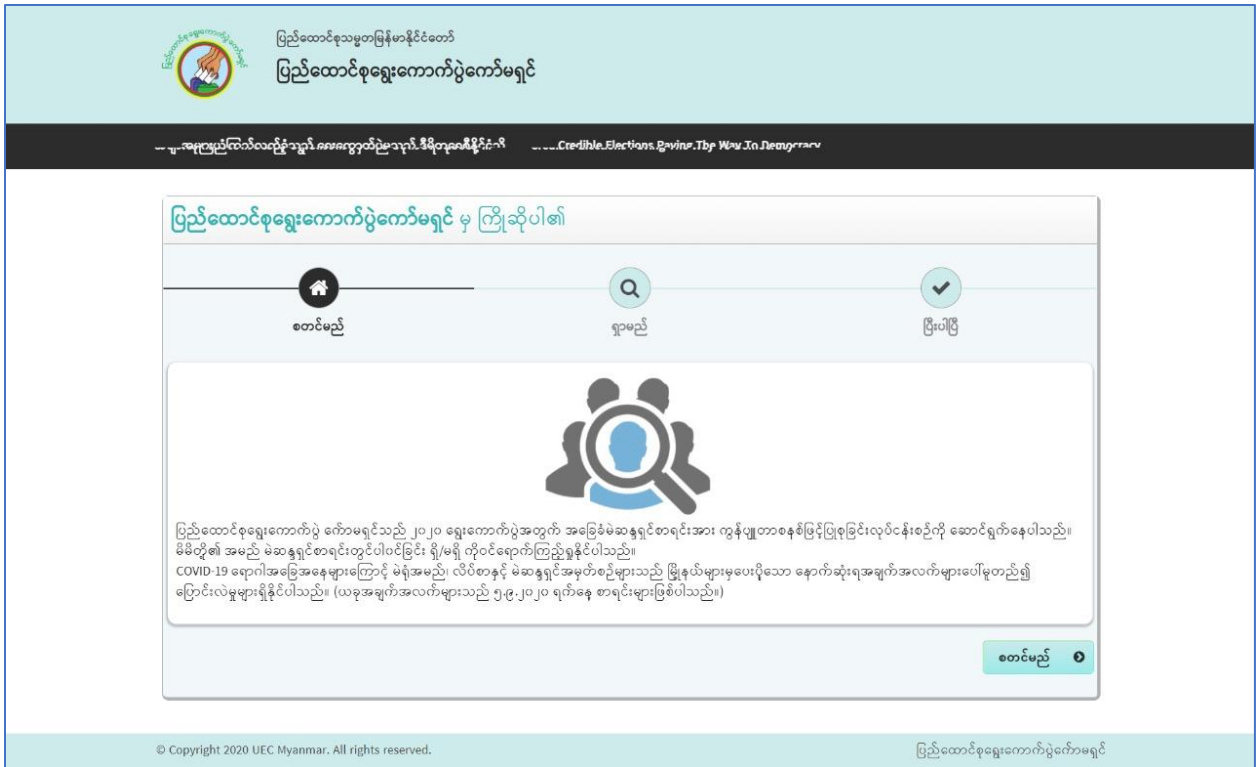 ပြည်ထောင်စုသမ္မတမြန်မာနိုင်ငံတော်
ပြည်ထောင်စုရွေးကောက်ပွဲကော်မရှင်
Credible Elections Paving The Way To Democracy
ပြည်ထောင်စုရွေးကောက်ပွဲကော်မရှင် မှ ကြိုဆိုပါ၏
စတင်မည်
ရှာမည်
ပြီးပါပြီ
ပြည်ထောင်စုရွေးကောက်ပွဲ ကော်မရှင်သည် ၂၀၂၀ ရွေးကောက်ပွဲအတွက် အခြေခံမဲဆန္ဒရှင်စာရင်းအား ကွန်ပျူတာစနစ်ဖြင့်ပြုစုခြင်းလုပ်ငန်းစဉ်ကို ဆောင်ရွက်နေပါသည်။
မိမိတို့၏ အမည် မဲဆန္ဒရှင်စာရင်းတွင်ပါဝင်ခြင်း ရှိ/မရှိ ကိုဝင်ရောက်ကြည့်ရှုနိုင်ပါသည်။
COVID-19 ရောဂါအခြေအနေများကြောင့် မဲရုံအမည်၊ လိပ်စာနှင့် မဲဆန္ဒရှင်အမှတ်စဉ်များသည် မြို့နယ်များမှပေးပို့သော နောက်ဆုံးရအချက်အလက်များပေါ်မူတည်၍
ပြောင်းလဲမှုများရှိနိုင်ပါသည်။ (ယခုအချက်အလက်များသည် ၅.၉.၂၀၂၀ ရက်နေ့ စာရင်းများဖြစ်ပါသည်။)
စတင်မည်
© Copyright 2020 UEC Myanmar. All rights reserved.
ပြည်ထောင်စုရွေးကောက်ပွဲကော်မရှင်